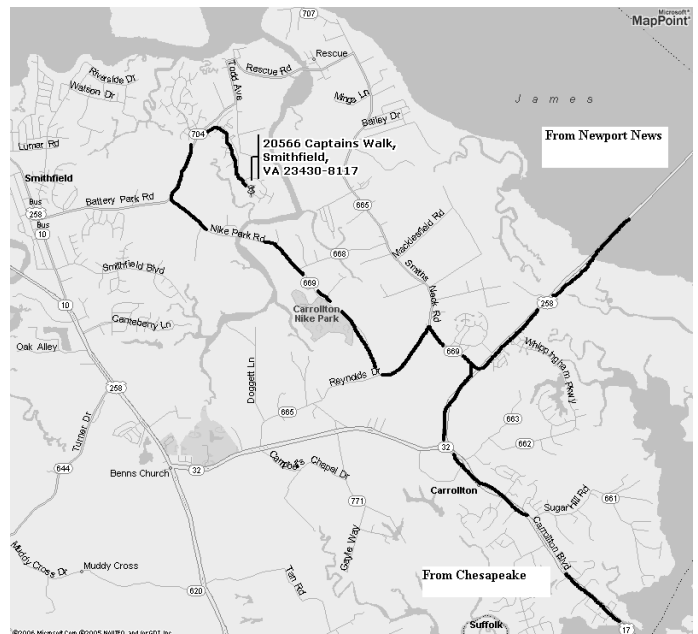 707
Microsoft®
MapPoint®
Rescue
Riverside Dr
Watson Dr
Todd Ave
Rescue Rd
Mings Ln
James
Bailey Dr
704
From Newport News
Lumar Rd
20566 Captains Walk,
Smithfield,
VA 23430-8117
Smithfield
Battery Park Rd
Bus
258
Bus
10
665
Nike Park Rd
Macclesfield Rd
668
Smiths
Neck Rd
Smithfield Blvd
669
258
10
Carrollton
Nike Park
Canteberry Ln
Whippingham Pkwy
Oak Alley
669
Doggett Ln
Reynolds Dr
258
665
663
Turner Dr
662
32
644
Benns Church
32
Campbell
Chapel Dr
Carrollton
Sugar Hill Rd
661
771
Carrollton Blvd
Gayle Way
Muddy Cross Dr
Muddy Cross
From Chesapeake
Tan Rd
620
Suffolk
17